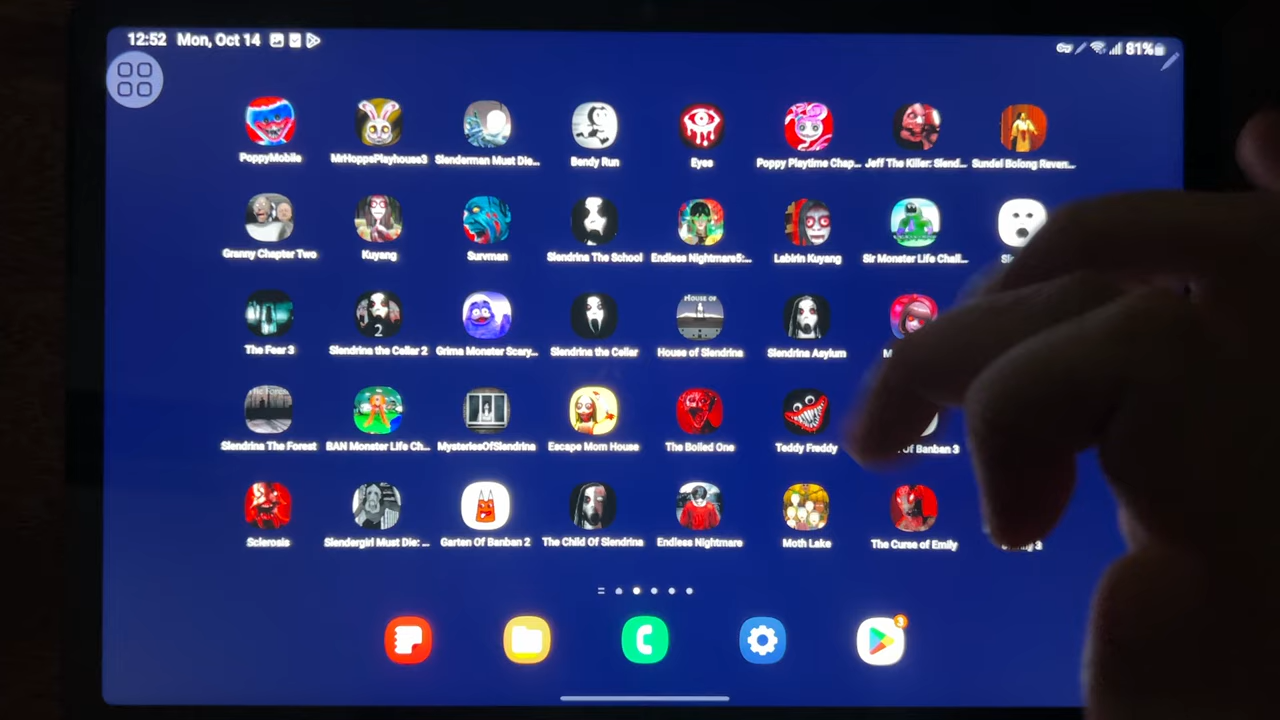 12:52 Mon, Oct 14 81%
PoppyMobile MrHoppsPlayhouse3 Slenderman Must Die... Bendy Run Eyes Poppy Playtime Chap... Jeff The Killer: Slend... Sundel Bolong Reven...
Granny Chapter Two Kuyang Survman Slendrina The School Endless Nightmare5:... Labirin Kuyang Sir Monster Life Chall...
2
HOUSE OF
The Fear 3 Slendrina the Cellar 2 Grima Monster Scary... Slendrina the Cellar House of Slendrina Slendrina Asylum
Slendrina The Forest BAN Monster Life Ch... MysteriesOfSlendrina Escape Mom House The Boiled One Teddy Freddy Of Banban 3
Sclerosis Slendergirl Must Die: ... Garten Of Banban 2 The Child Of Slendrina Endless Nightmare Moth Lake The Curse of Emily
3